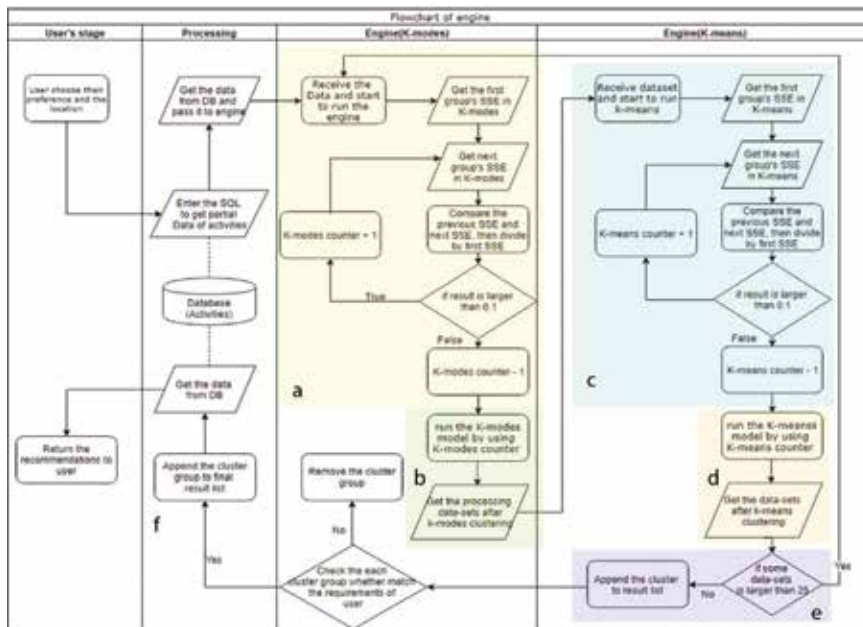 Flowchart of engine
User's stage
Processing
Engine(K-modes)
Engine(K-means)
User choose their
preference and the
location
Get the data
from DB and
pass it to engine
Enter the SQL
to get partial
Data of activities
Database
(Activities)
Get the data
from DB
Return the
recommendations to
user
Append the cluster
group to final
result list
f
Receive the
Data and start
to run the
engine
Get the first
group's SSE in
K-modes
Get next
group's SSE
in K-modes
Compare the
previous SSE and
next SSE, then divide
by first SSE
K-modes counter + 1
if result is larger
than 0.1
True
False
K-modes counter - 1
a
run the K-modes
model by using
K-modes counter
b
Get the processing
data-sets after
k-modes clustering
Remove the cluster
group
No
Yes
Check the each
cluster group whether match
the requirements of
user
Receive dataset
and start to run
k-means
Get the first
group's SSE in
K-means
Get the next
group's SSE
in K-means
Compare the
previous SSE and
next SSE, then divide
by first SSE
K-means counter + 1
if result is larger
than 0.1
False
K-means counter - 1
c
run the K-means
model by using
K-means counter
d
Get the data-sets
after k-means
clustering
if some
data-sets
is larger than 25
Yes
No
Append the cluster
to result list
e